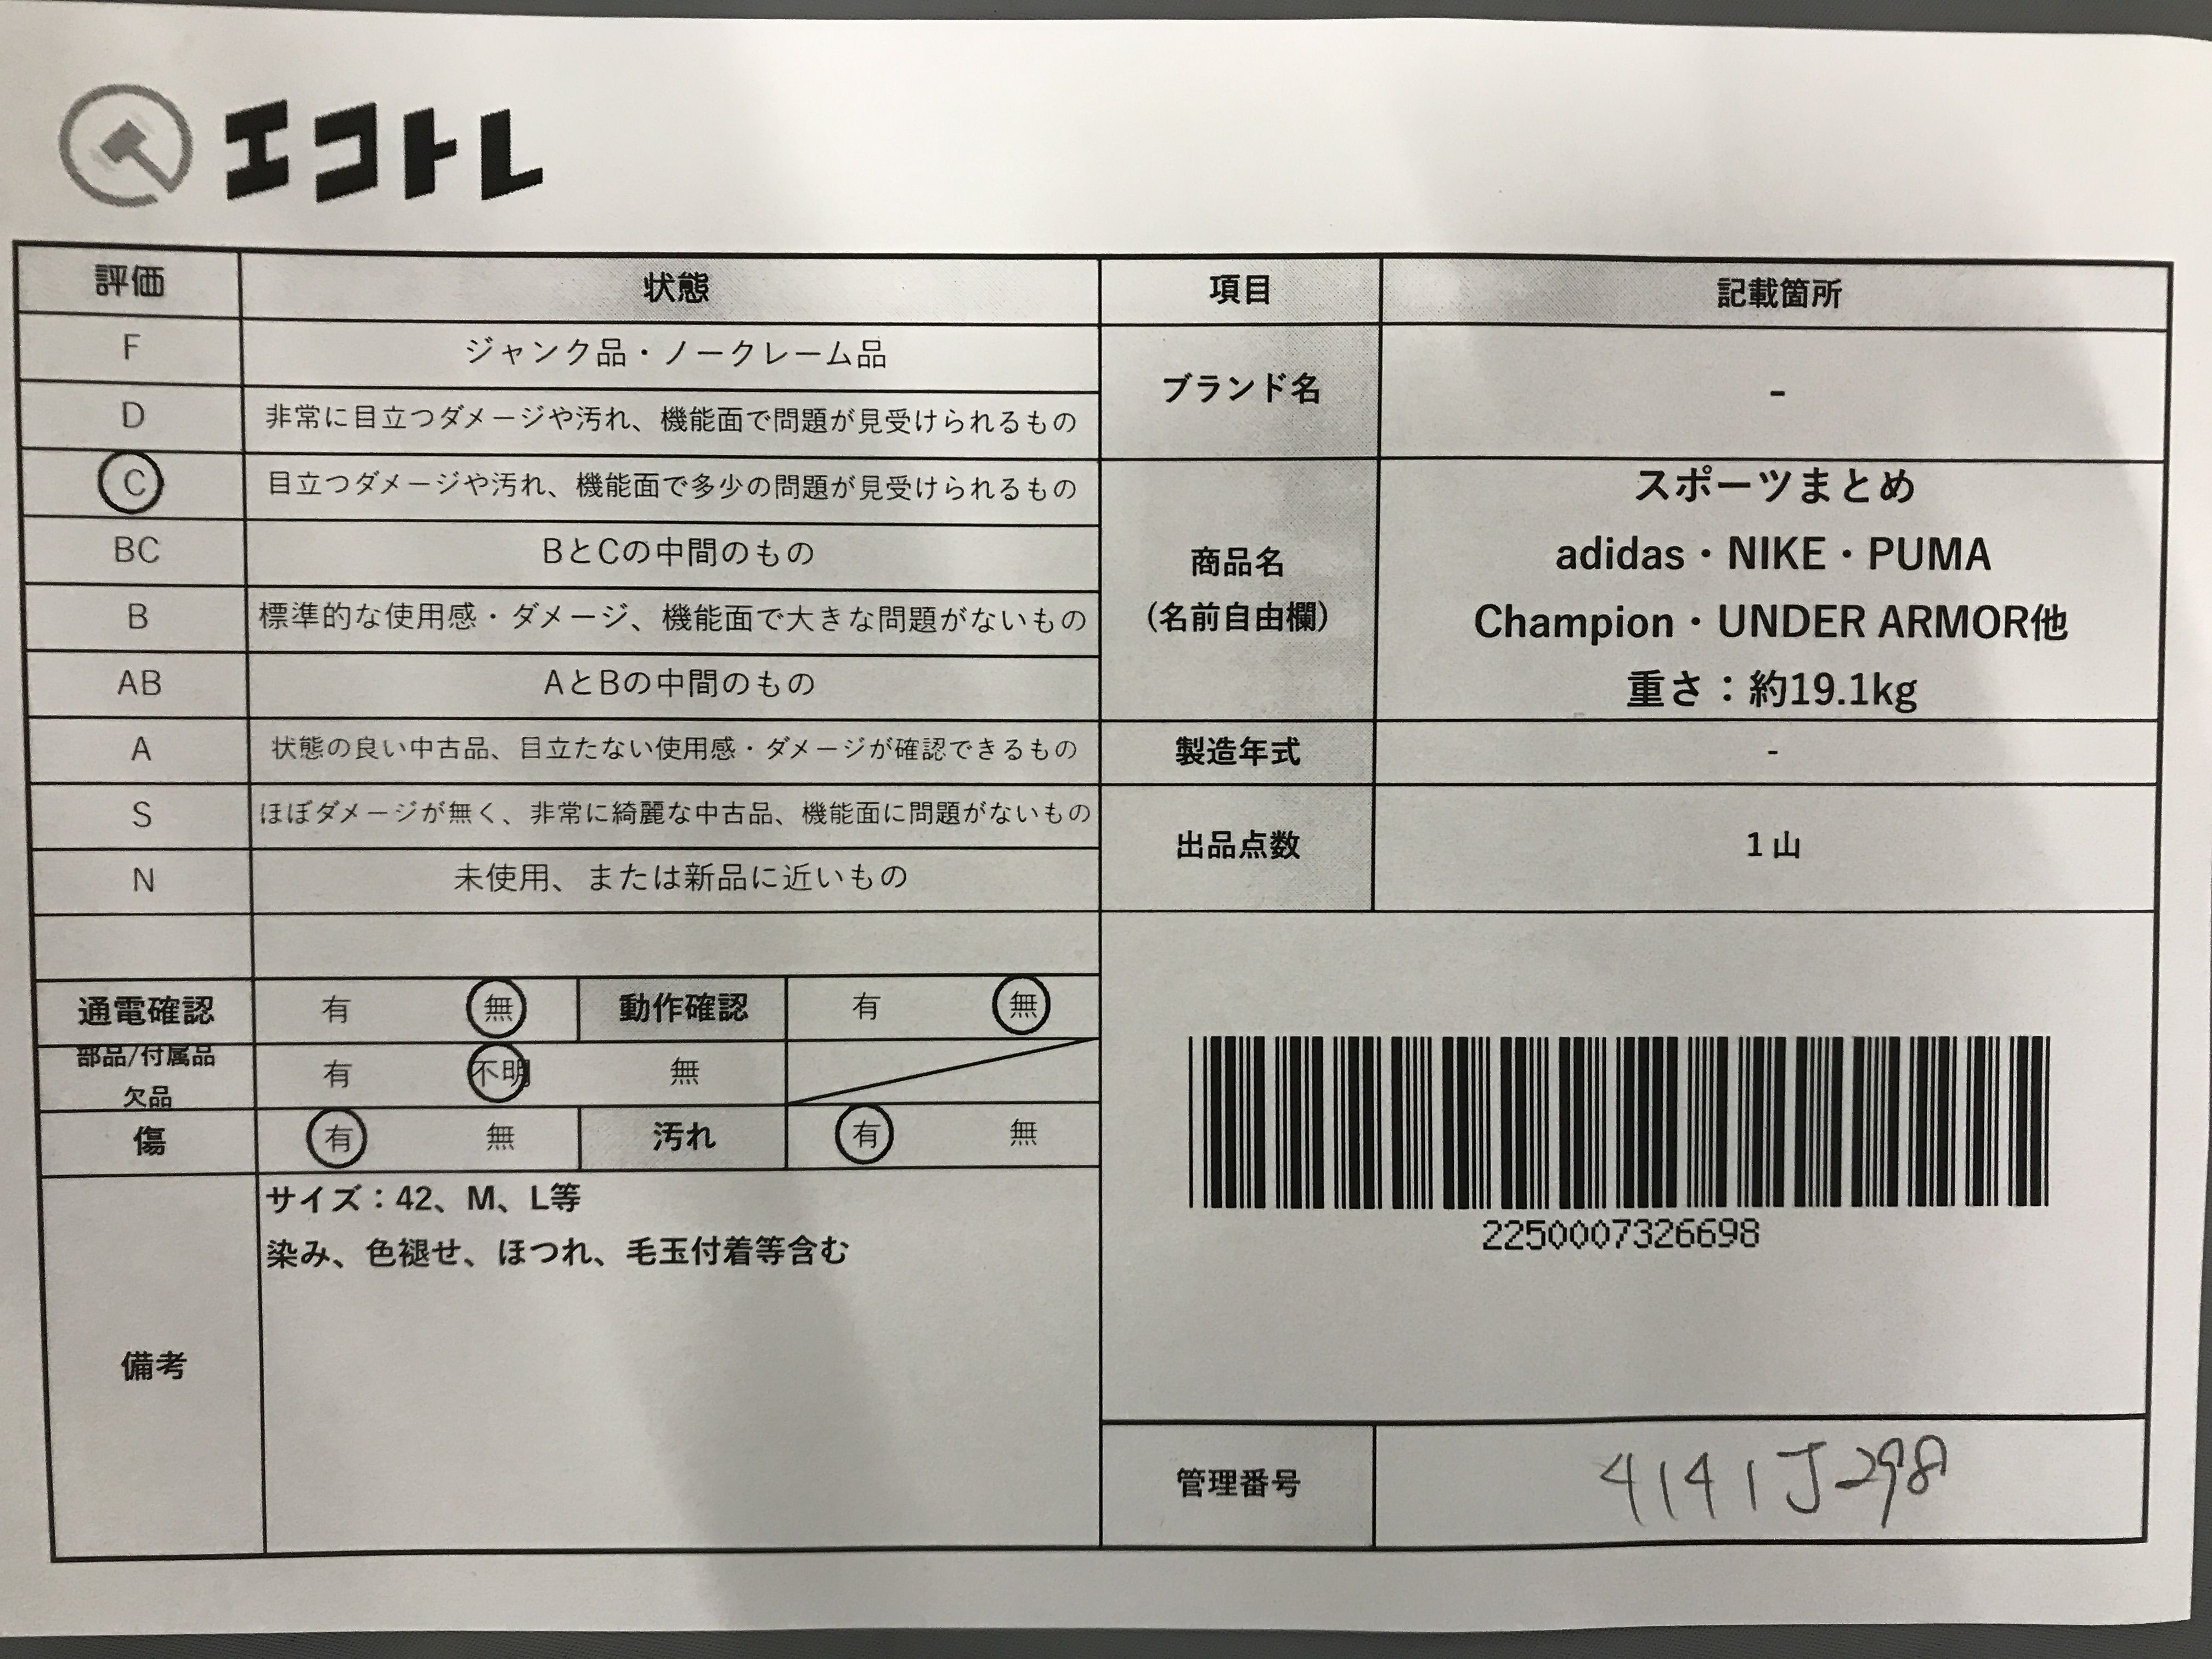 エコトレ
評価 状態 項目 記載箇所
F ジャンク品・ノークレーム品
D 非常に目立つダメージや汚れ、機能面で問題が見受けられるもの
ブランド名 -
C 目立つダメージや汚れ、機能面で多少の問題が見受けられるもの
BC BとCの中間のもの
B 標準的な使用感・ダメージ、機能面で大きな問題がないもの
AB AとBの中間のもの
商品名
(名前自由欄)
スポーツまとめ
adidas・NIKE・PUMA
Champion・UNDER ARMOR他
重さ：約19.1kg
A 状態の良い中古品、目立たない使用感・ダメージが確認できるもの
製造年式 -
S ほぼダメージが無く、非常に綺麗な中古品、機能面に問題がないもの
N 未使用、または新品に近いもの
出品点数 1山
通電確認 有 無 動作確認 有 無
部品/付属品
欠品
有 不明 無
傷 有 無 汚れ 有 無
備考
サイズ：42、M、L等
染み、色褪せ、ほつれ、毛玉付着等含む
2250007326698
管理番号 4141J298